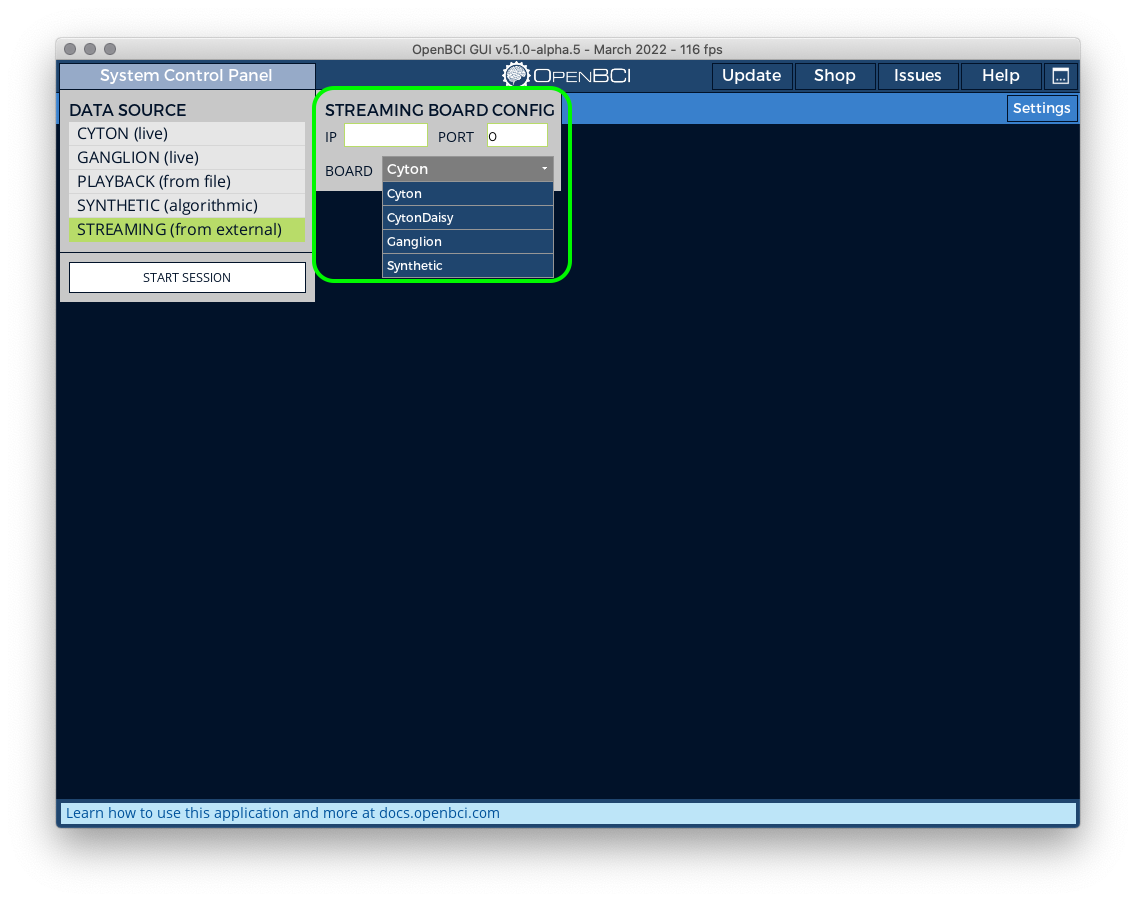 OpenBCI GUI v5.1.0-alpha.5 - March 2022 - 116 fps
System Control Panel
OPENBCI
Update
Shop
Issues
Help
Settings
DATA SOURCE
CYTON (live)
GANGLION (live)
PLAYBACK (from file)
SYNTHETIC (algorithmic)
STREAMING (from external)
START SESSION
STREAMING BOARD CONFIG
IP
PORT 0
BOARD Cyton
Cyton
CytonDaisy
Ganglion
Synthetic
Learn how to use this application and more at docs.openbci.com